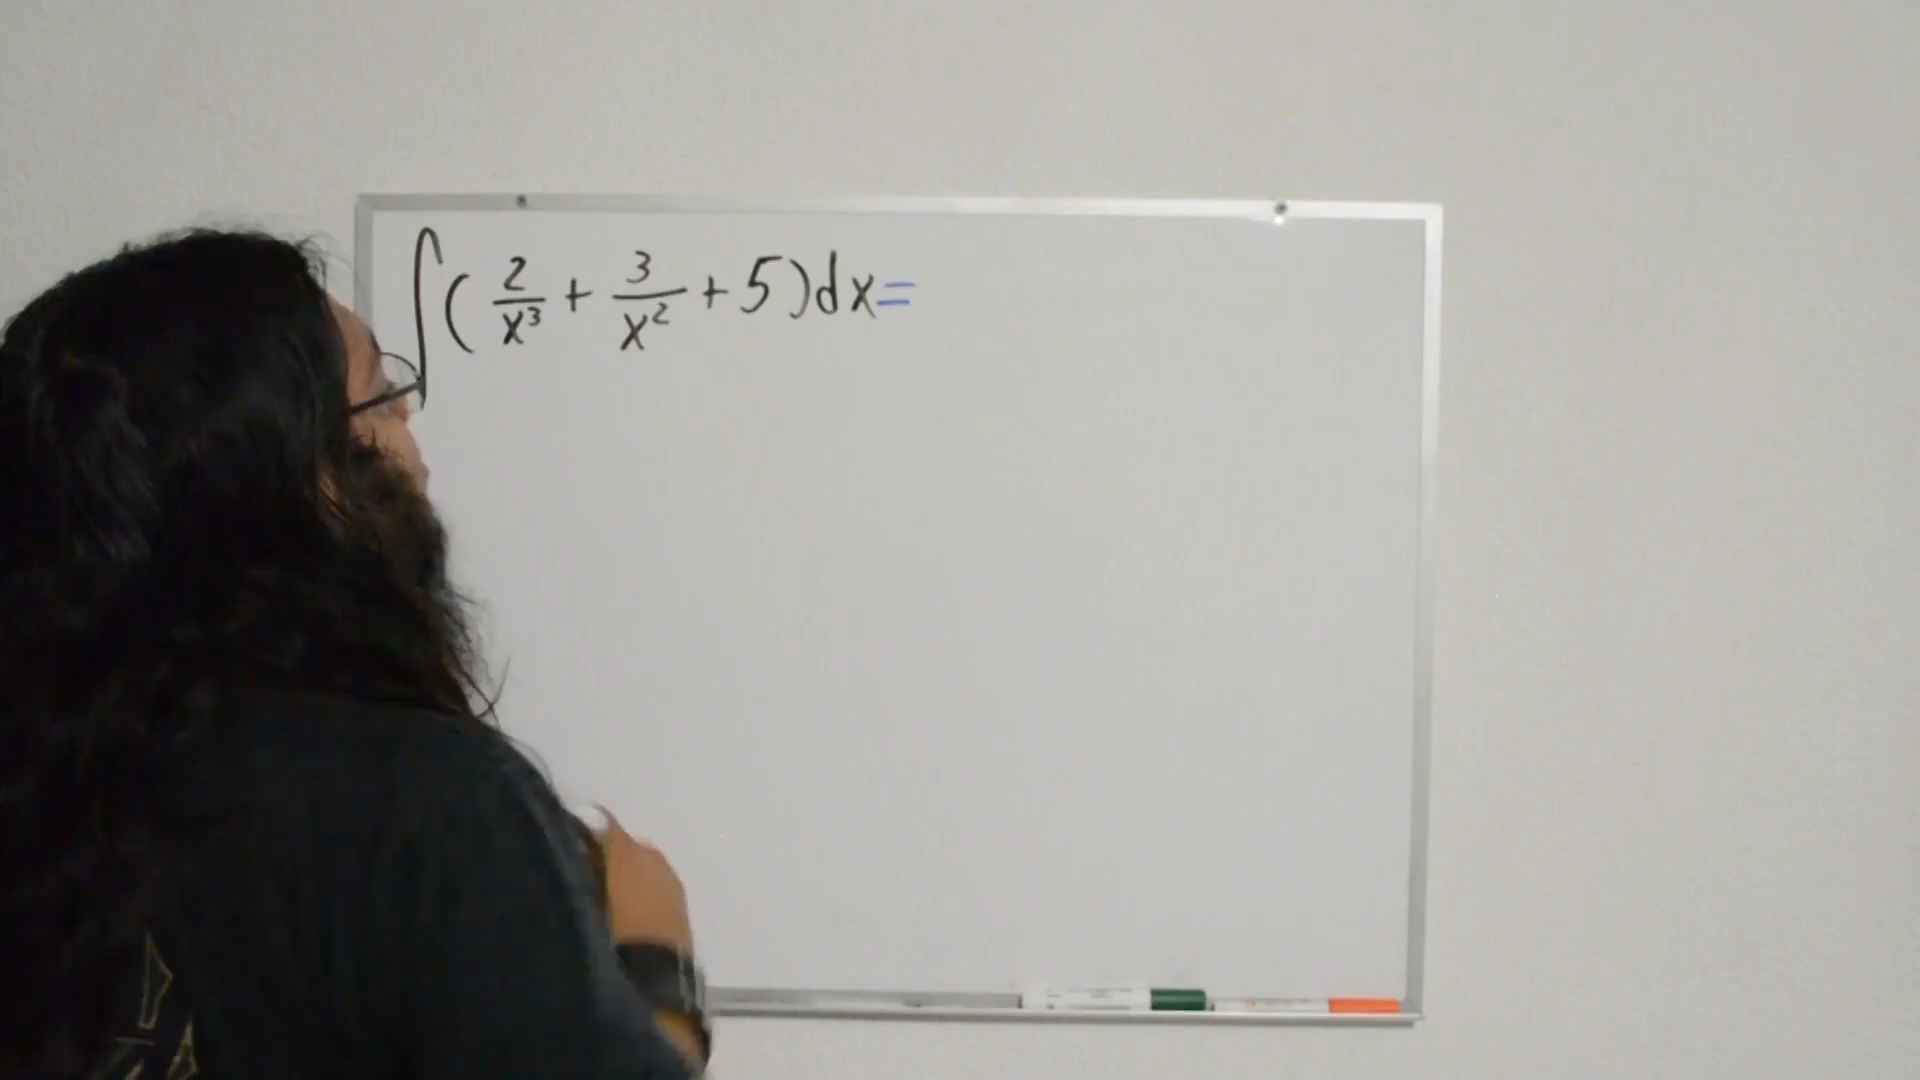 ∫(2/x³ + 3/x² + 5)dx=